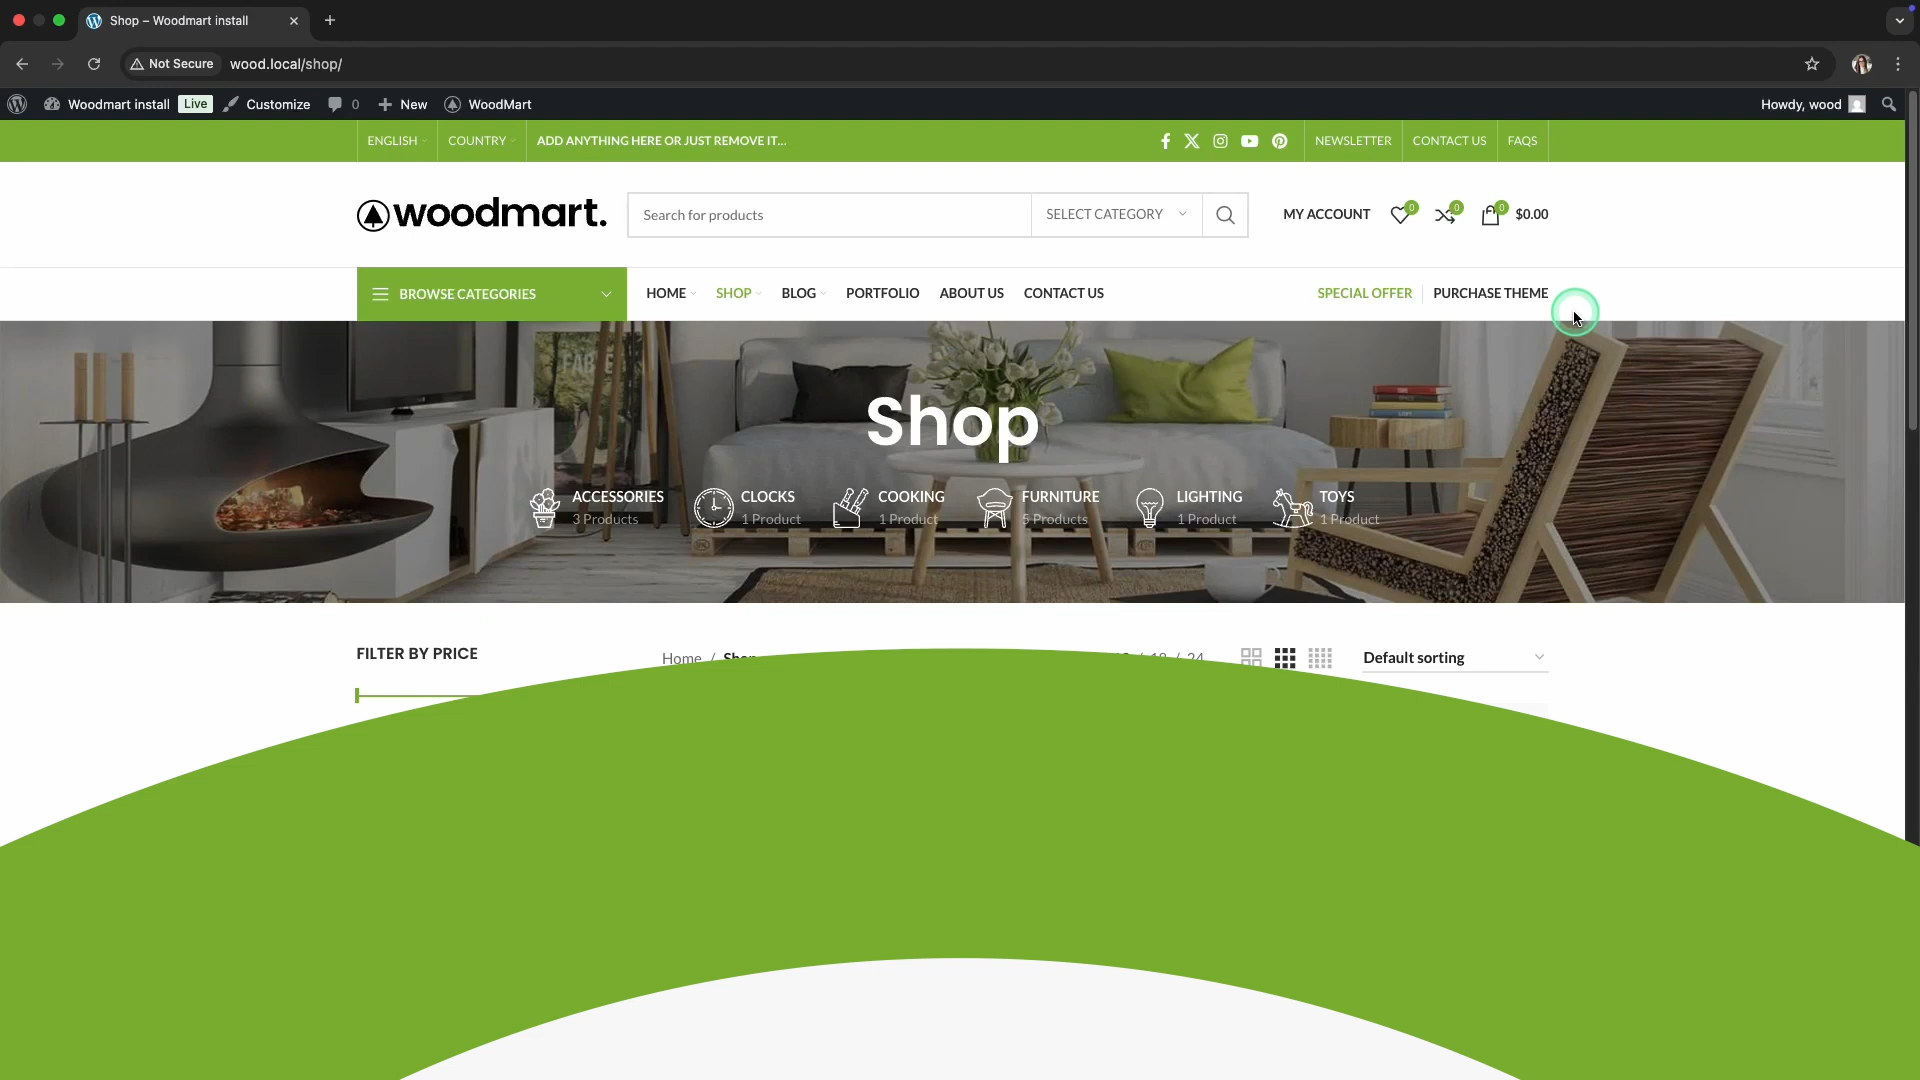 Shop – Woodmart install
Not Secure wood.local/shop/
Woodmart install Live Customize 0 New WoodMart Howdy, wood
ENGLISH COUNTRY ADD ANYTHING HERE OR JUST REMOVE IT… NEWSLETTER CONTACT US FAQS
woodmart. Search for products SELECT CATEGORY MY ACCOUNT 0 0 0 $0.00
BROWSE CATEGORIES HOME SHOP BLOG PORTFOLIO ABOUT US CONTACT US SPECIAL OFFER PURCHASE THEME
FABLE
Shop
ACCESSORIES CLOCKS COOKING FURNITURE LIGHTING TOYS
3 Products 1 Product 1 Product 5 Products 1 Product 1 Product
FILTER BY PRICE Home / Shop / 18 / 24 Default sorting